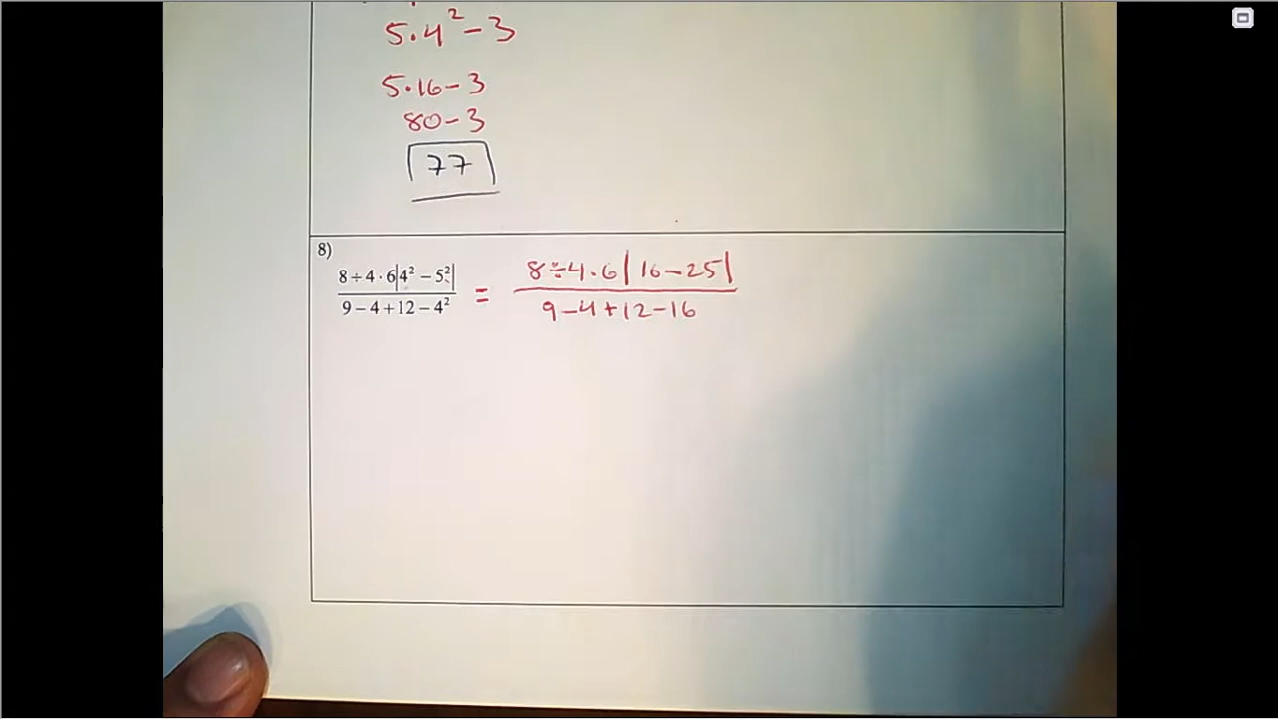 5·4² − 3
5·16 − 3
80 − 3
77
8)
8 ÷ 4 · 6|4² − 5²| = 8 ÷ 4 · 6|16 − 25|
9 − 4 + 12 − 4² 9 − 4 + 12 − 16